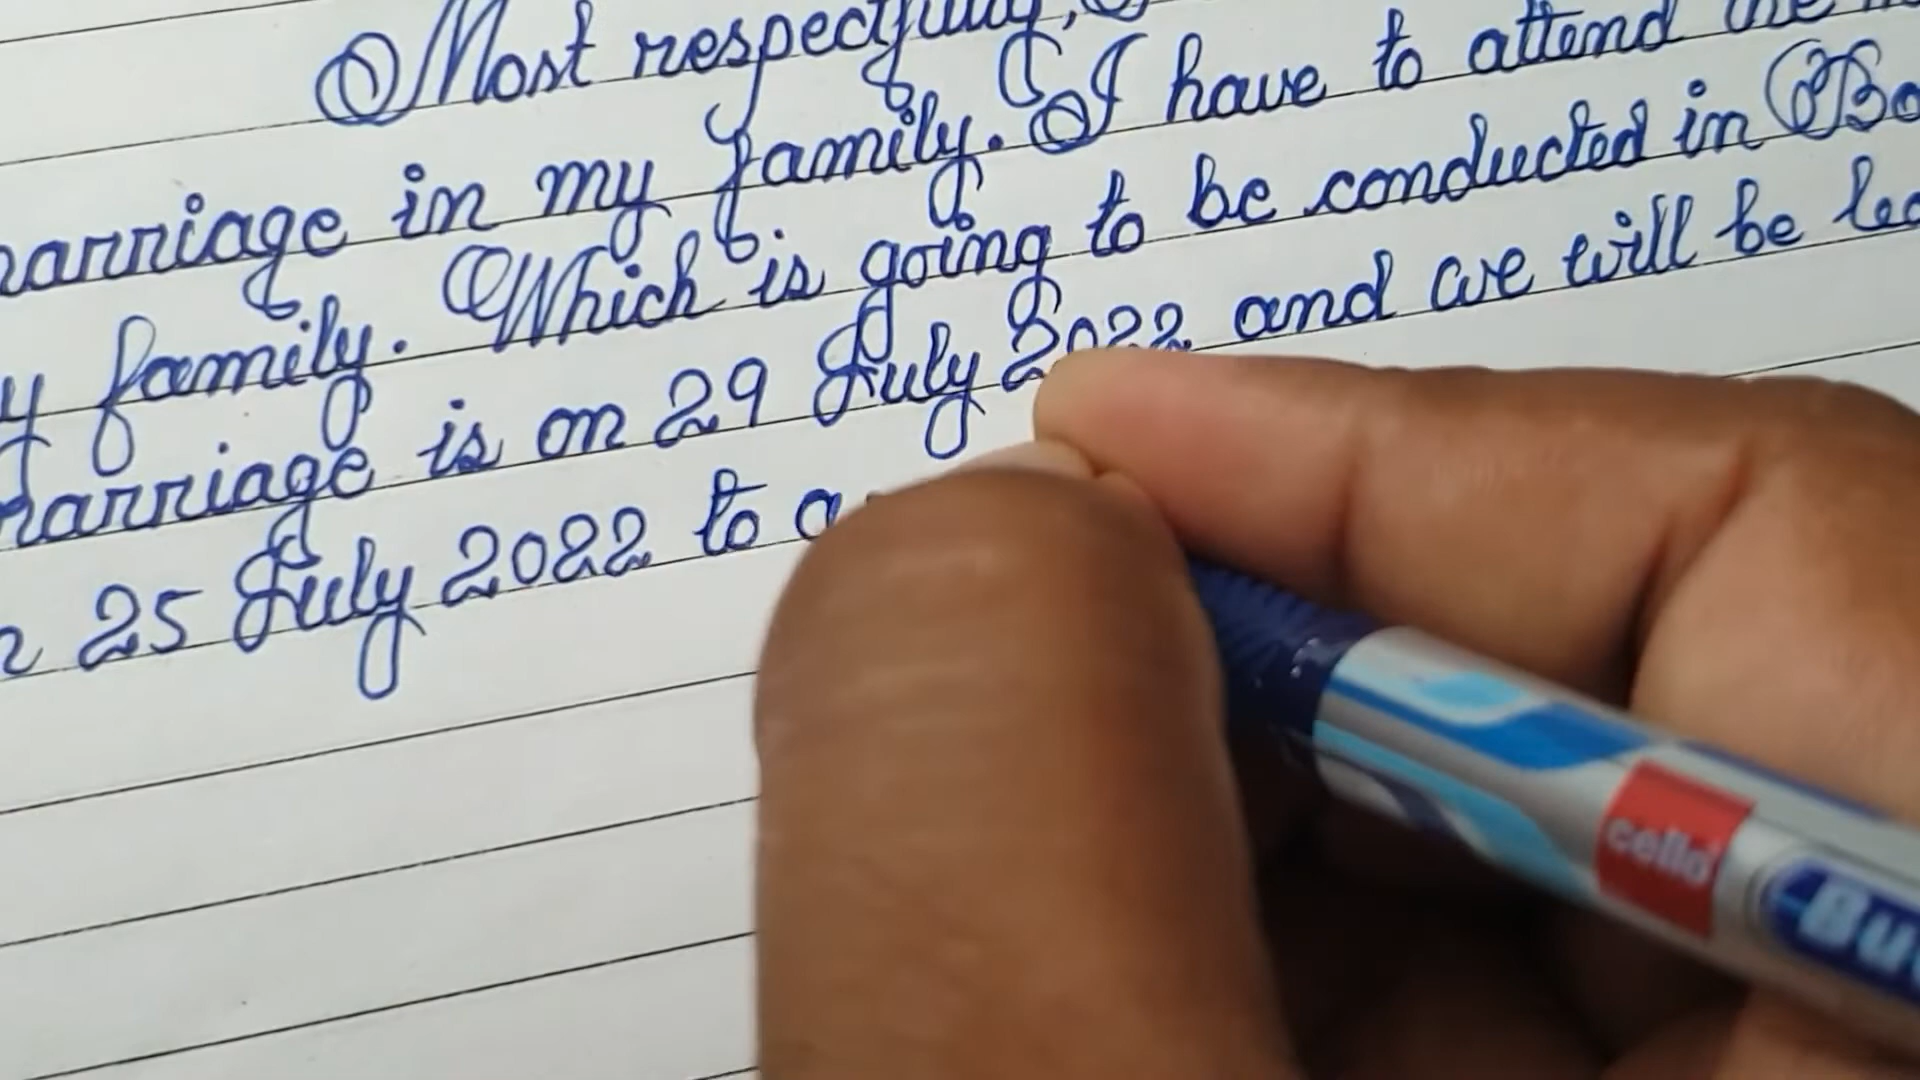 Most respectfully,
marriage in my family. I have to attend the
family. Which is going to be conducted in
marriage is on 29 July 2022 and we will be
25 July 2022 to
cello